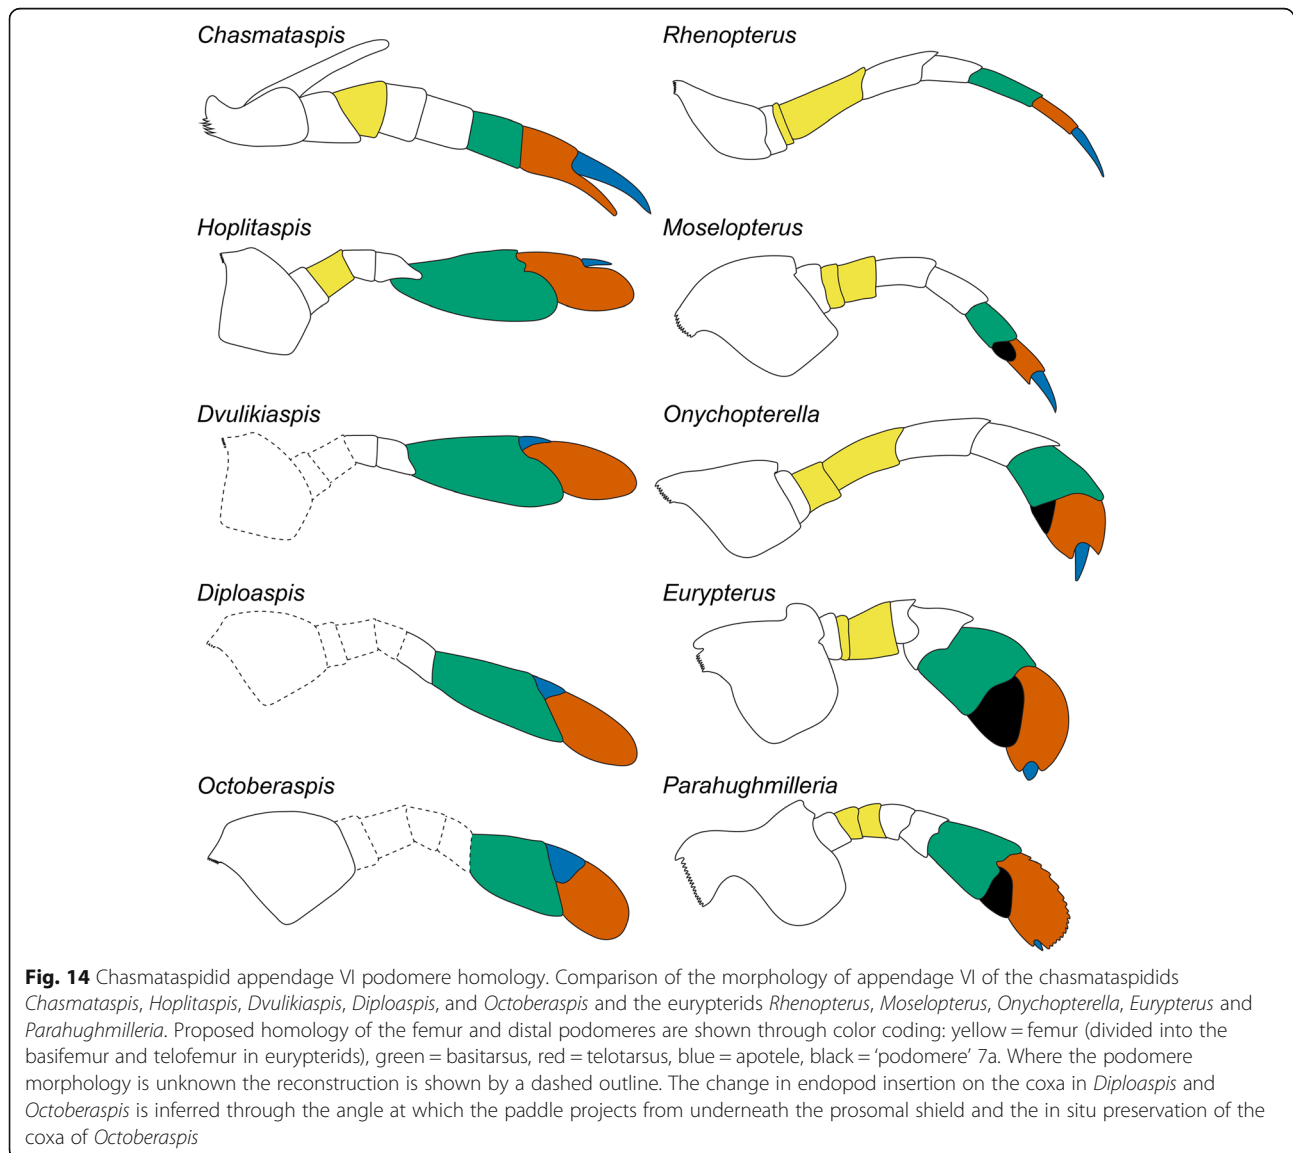 Chasmataspis
Rhenopterus
Hoplitaspis
Moselopterus
Dvulikiaspis
Onychopterella
Diploaspis
Eurypterus
Octoberaspis
Parahughmilleria
Fig. 14 Chasmataspidid appendage VI podomere homology. Comparison of the morphology of appendage VI of the chasmataspidids
Chasmataspis, Hoplitaspis, Dvulikiaspis, Diploaspis, and Octoberaspis and the eurypterids Rhenopterus, Moselopterus, Onychopterella, Eurypterus and
Parahughmilleria. Proposed homology of the femur and distal podomeres are shown through color coding: yellow = femur (divided into the
basifemur and telofemur in eurypterids), green = basitarsus, red = telotarsus, blue = apotele, black = ‘podomere’ 7a. Where the podomere
morphology is unknown the reconstruction is shown by a dashed outline. The change in endopod insertion on the coxa in Diploaspis and
Octoberaspis is inferred through the angle at which the paddle projects from underneath the prosomal shield and the in situ preservation of the
coxa of Octoberaspis